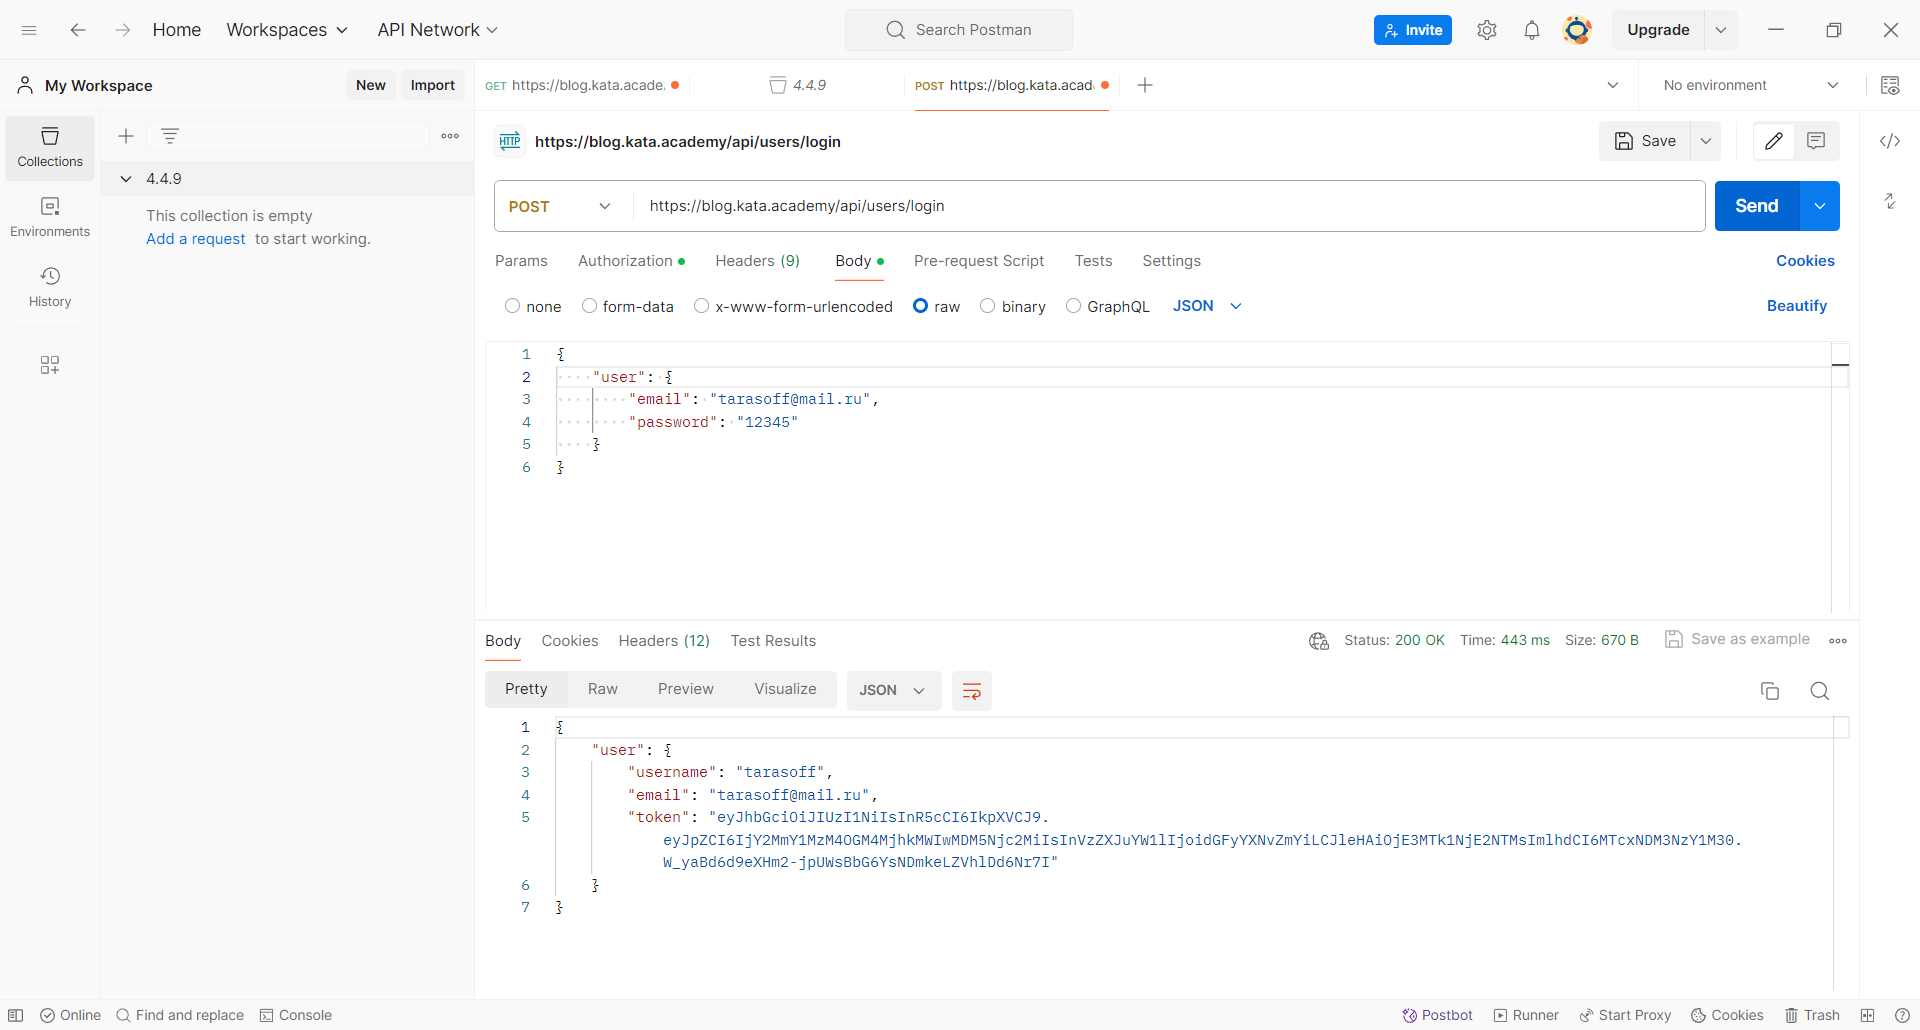 Home
Workspaces
API Network
Search Postman
Invite
Upgrade
My Workspace
New
Import
GET https://blog.kata.acade.
4.4.9
POST https://blog.kata.acad
No environment
Collections
Environments
History
4.4.9
This collection is empty
Add a request to start working.
HTTP https://blog.kata.academy/api/users/login
Save
POST https://blog.kata.academy/api/users/login
Send
Params Authorization Headers (9) Body Pre-request Script Tests Settings Cookies
none form-data x-www-form-urlencoded raw binary GraphQL JSON Beautify
1 {
2 "user": {
3 "email": "tarasoff@mail.ru",
4 "password": "12345"
5 }
6 }
Body Cookies Headers (12) Test Results
Status: 200 OK Time: 443 ms Size: 670 B Save as example
Pretty Raw Preview Visualize JSON
1 {
2 "user": {
3 "username": "tarasoff",
4 "email": "tarasoff@mail.ru",
5 "token": "eyJhbGciOiJIUzI1NiIsInR5cCI6IkpXVCJ9.
eyJpZCI6IjY2MmY1MzM4OGM4MjhkMWIwMDM5Njc2MiIsInVzZXJuYW1lIjoidGFyYXNvZmYiLCJleHAiOjE3MTk1NjE2NTMsImlhdCI6MTcxNDM3NzY1M30.
W_yaBd6d9eXHm2-jpUWsBbG6YsNDmkeLZVhlDd6Nr7I"
6 }
7 }
Online Find and replace Console
Postbot Runner Start Proxy Cookies Trash